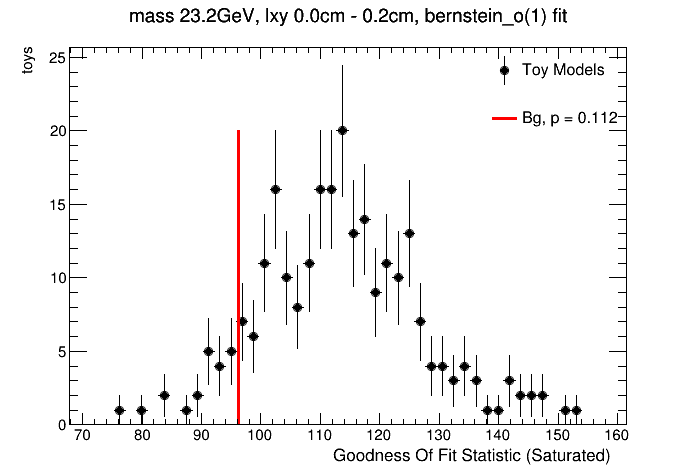 mass 23.2GeV, lxy 0.0cm - 0.2cm, bernstein_o(1) fit
toys
25
20
15
10
5
0
Toy Models
Bg, p = 0.112
70 80 90 100 110 120 130 140 150 160
Goodness Of Fit Statistic (Saturated)